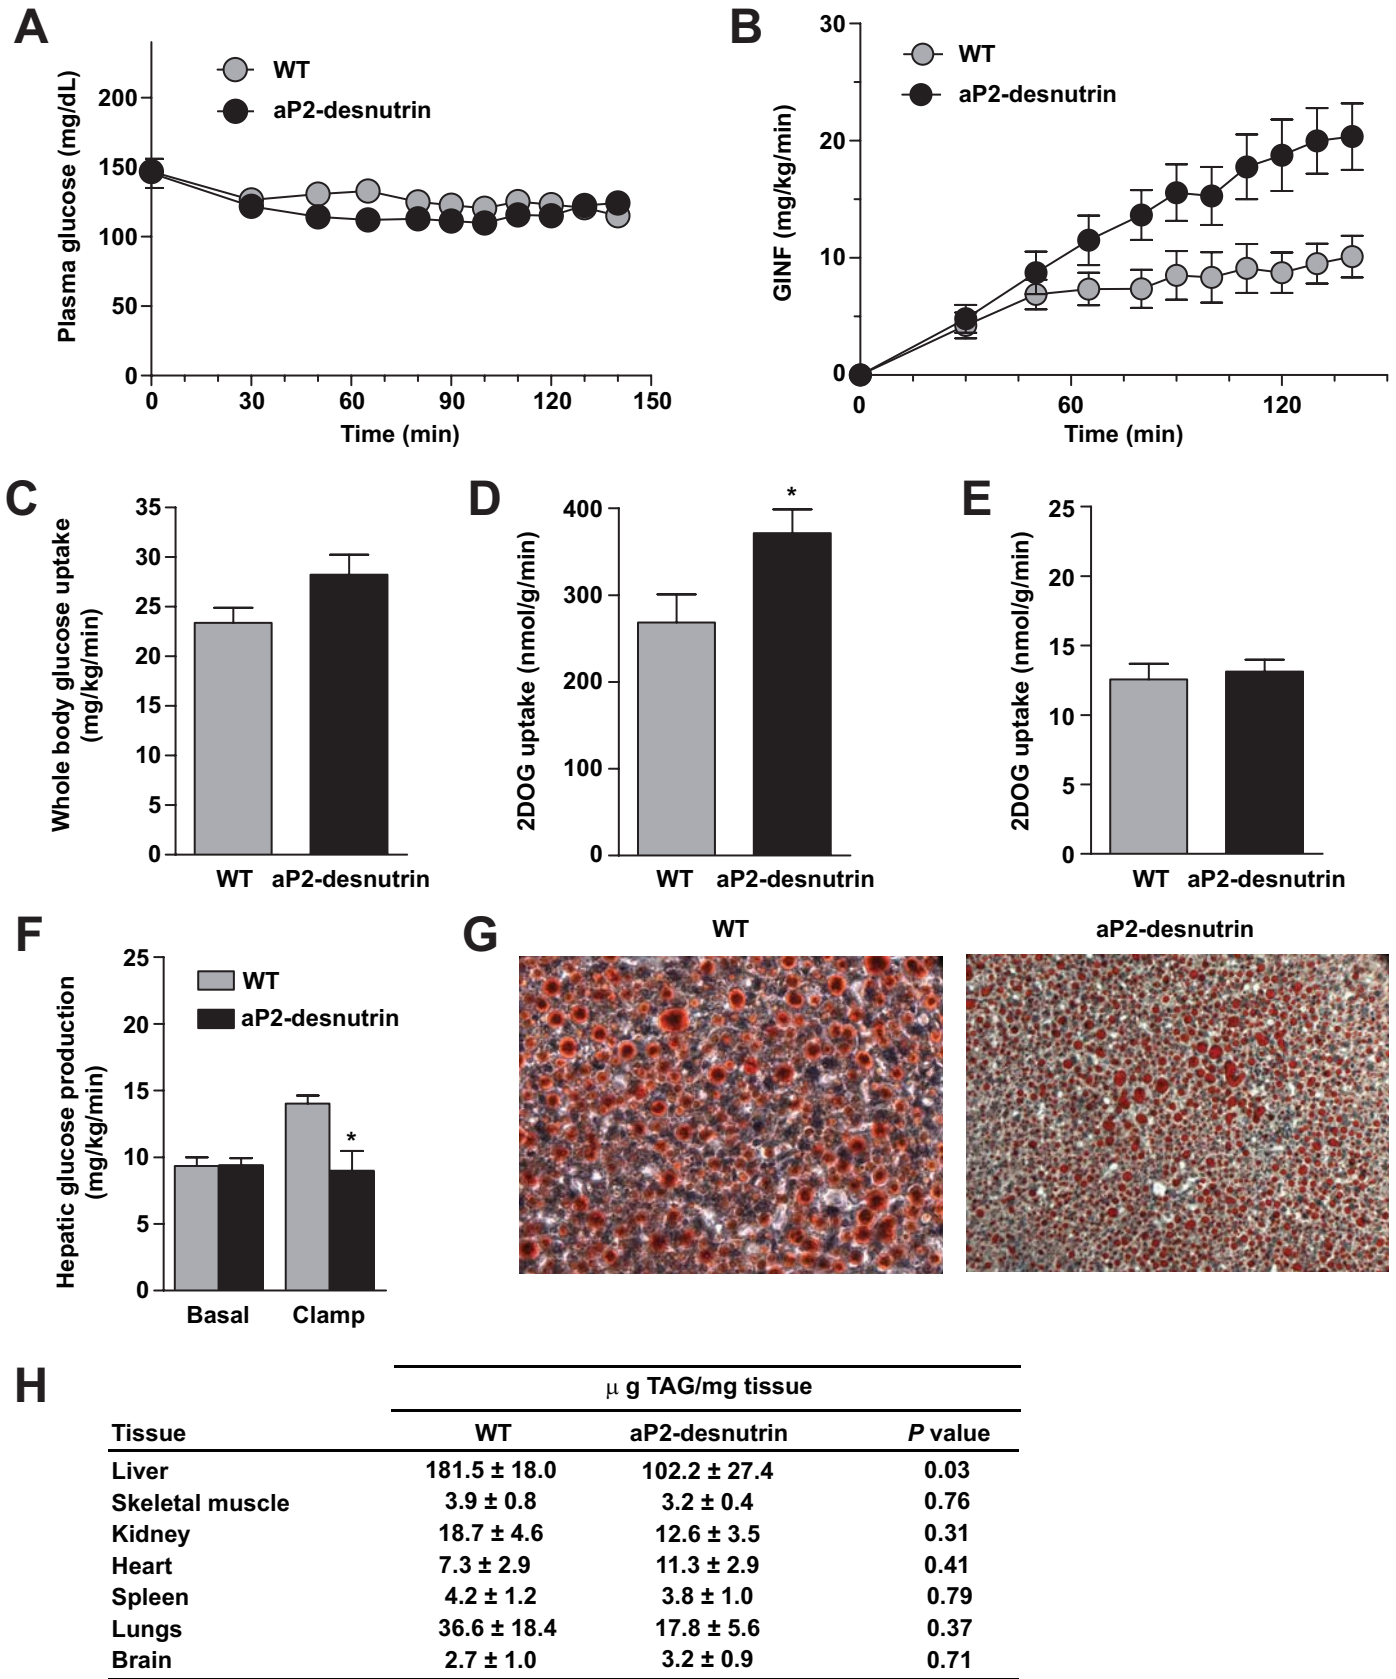 A
Plasma glucose (mg/dL)
WT
aP2-desnutrin
200
150
100
50
0
0 30 60 90 120 150
Time (min)
B
GINF (mg/kg/min)
WT
aP2-desnutrin
30
20
10
0
0 60 120
Time (min)
C
Whole body glucose uptake
(mg/kg/min)
35
30
25
20
15
10
5
0
WT aP2-desnutrin
D
2DOG uptake (nmol/g/min)
*
400
300
200
100
0
WT aP2-desnutrin
E
2DOG uptake (nmol/g/min)
25
20
15
10
5
0
WT aP2-desnutrin
F
Hepatic glucose production
(mg/kg/min)
WT
aP2-desnutrin
25
20
15
10
5
0
*
Basal Clamp
G
WT aP2-desnutrin
H
μ g TAG/mg tissue
Tissue WT aP2-desnutrin P value
Liver 181.5 ± 18.0 102.2 ± 27.4 0.03
Skeletal muscle 3.9 ± 0.8 3.2 ± 0.4 0.76
Kidney 18.7 ± 4.6 12.6 ± 3.5 0.31
Heart 7.3 ± 2.9 11.3 ± 2.9 0.41
Spleen 4.2 ± 1.2 3.8 ± 1.0 0.79
Lungs 36.6 ± 18.4 17.8 ± 5.6 0.37
Brain 2.7 ± 1.0 3.2 ± 0.9 0.71